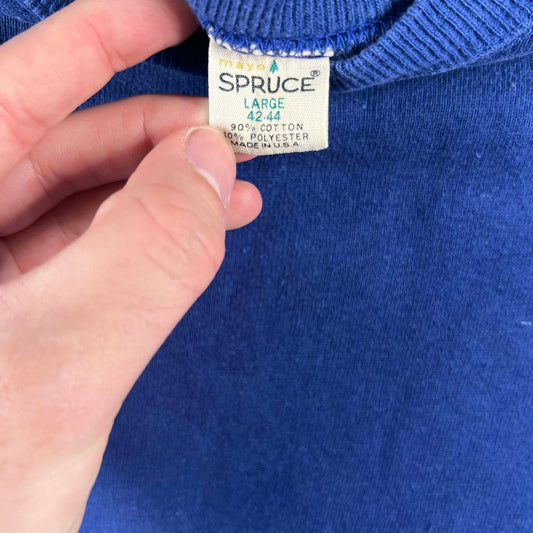 mayo
SPRUCE®
LARGE
42-44
90% COTTON
10% POLYESTER
MADE IN U.S.A